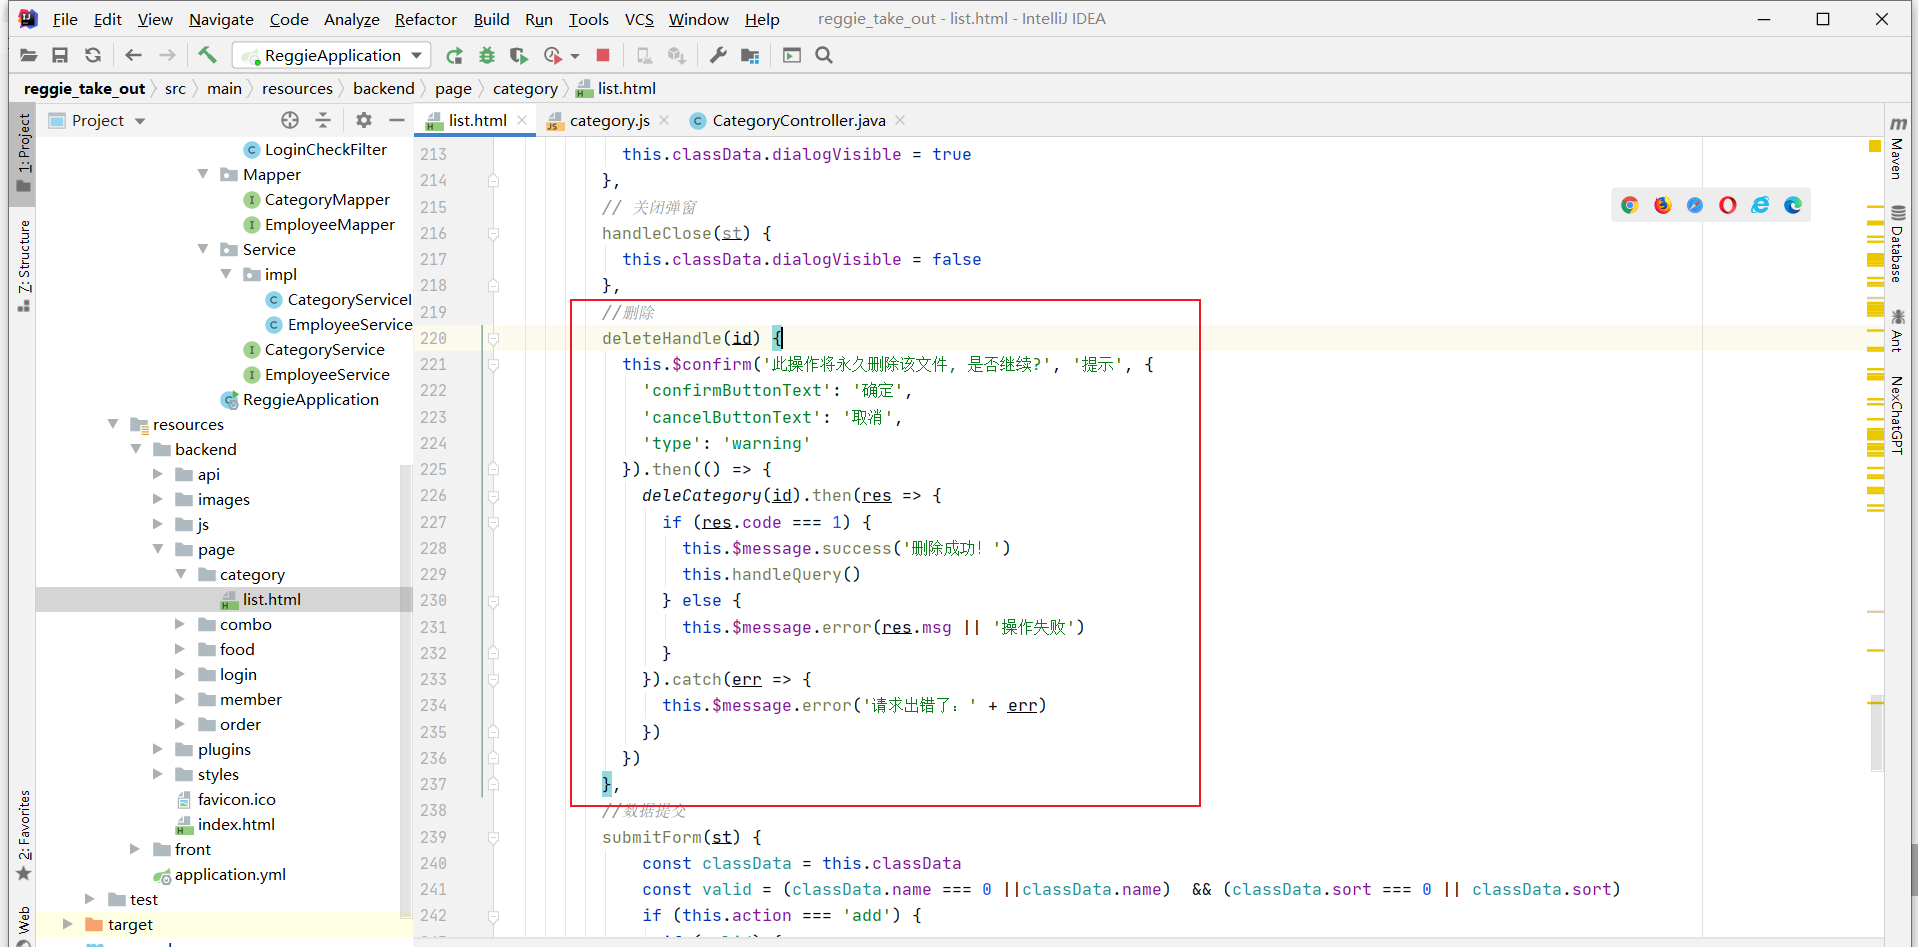 File Edit View Navigate Code Analyze Refactor Build Run Tools VCS Window Help reggie_take_out - list.html - IntelliJ IDEA
ReggieApplication
reggie_take_out src main resources backend page category list.html
Project
list.html category.js CategoryController.java
1: Project
7: Structure
2: Favorites
Web
LoginCheckFilter
Mapper
CategoryMapper
EmployeeMapper
Service
impl
CategoryServiceI
EmployeeService
CategoryService
EmployeeService
ReggieApplication
resources
backend
api
images
js
page
category
list.html
combo
food
login
member
order
plugins
styles
favicon.ico
index.html
front
application.yml
test
target
213 this.classData.dialogVisible = true
214 },
215 // 关闭弹窗
216 handleClose(st) {
217 this.classData.dialogVisible = false
218 },
219 //删除
220 deleteHandle(id) {
221 this.$confirm('此操作将永久删除该文件, 是否继续?', '提示', {
222 'confirmButtonText': '确定',
223 'cancelButtonText': '取消',
224 'type': 'warning'
225 }).then(() => {
226 deleCategory(id).then(res => {
227 if (res.code === 1) {
228 this.$message.success('删除成功！')
229 this.handleQuery()
230 } else {
231 this.$message.error(res.msg || '操作失败')
232 }
233 }).catch(err => {
234 this.$message.error('请求出错了：' + err)
235 })
236 })
237 },
238 //数据提交
239 submitForm(st) {
240 const classData = this.classData
241 const valid = (classData.name === 0 ||classData.name) && (classData.sort === 0 || classData.sort)
242 if (this.action === 'add') {
Maven
Database
Ant
NexChatGPT